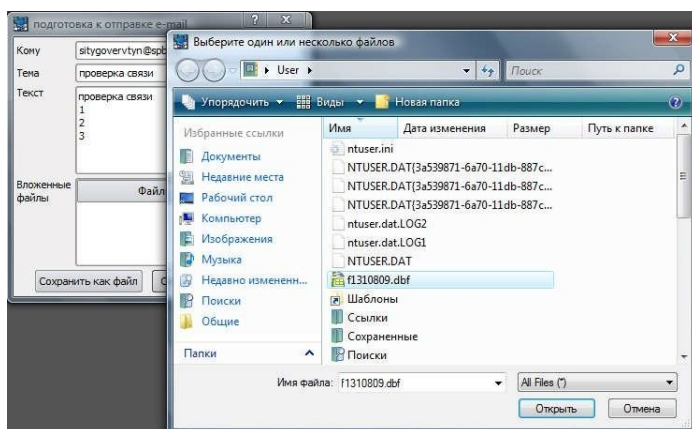 подготовка к отправке e-mail
Кому
sitygovervtyn@spb
Тема
проверка связи
Текст
проверка связи
1
2
3
Вложенные
файлы
Файл
Сохранить как файл
Выберите один или несколько файлов
User
Поиск
Упорядочить
Виды
Новая папка
Избранные ссылки
Документы
Недавние места
Рабочий стол
Компьютер
Изображения
Музыка
Недавно измененн...
Поиски
Общие
Папки
Имя Дата изменения Размер Путь к папке
ntuser.ini
NTUSER.DAT{3a539871-6a70-11db-887c...
NTUSER.DAT{3a539871-6a70-11db-887c...
NTUSER.DAT{3a539871-6a70-11db-887c...
ntuser.dat.LOG2
ntuser.dat.LOG1
NTUSER.DAT
f1310809.dbf
Шаблоны
Ссылки
Сохраненные
Поиски
Имя файла: f1310809.dbf
All Files (*)
Открыть Отмена